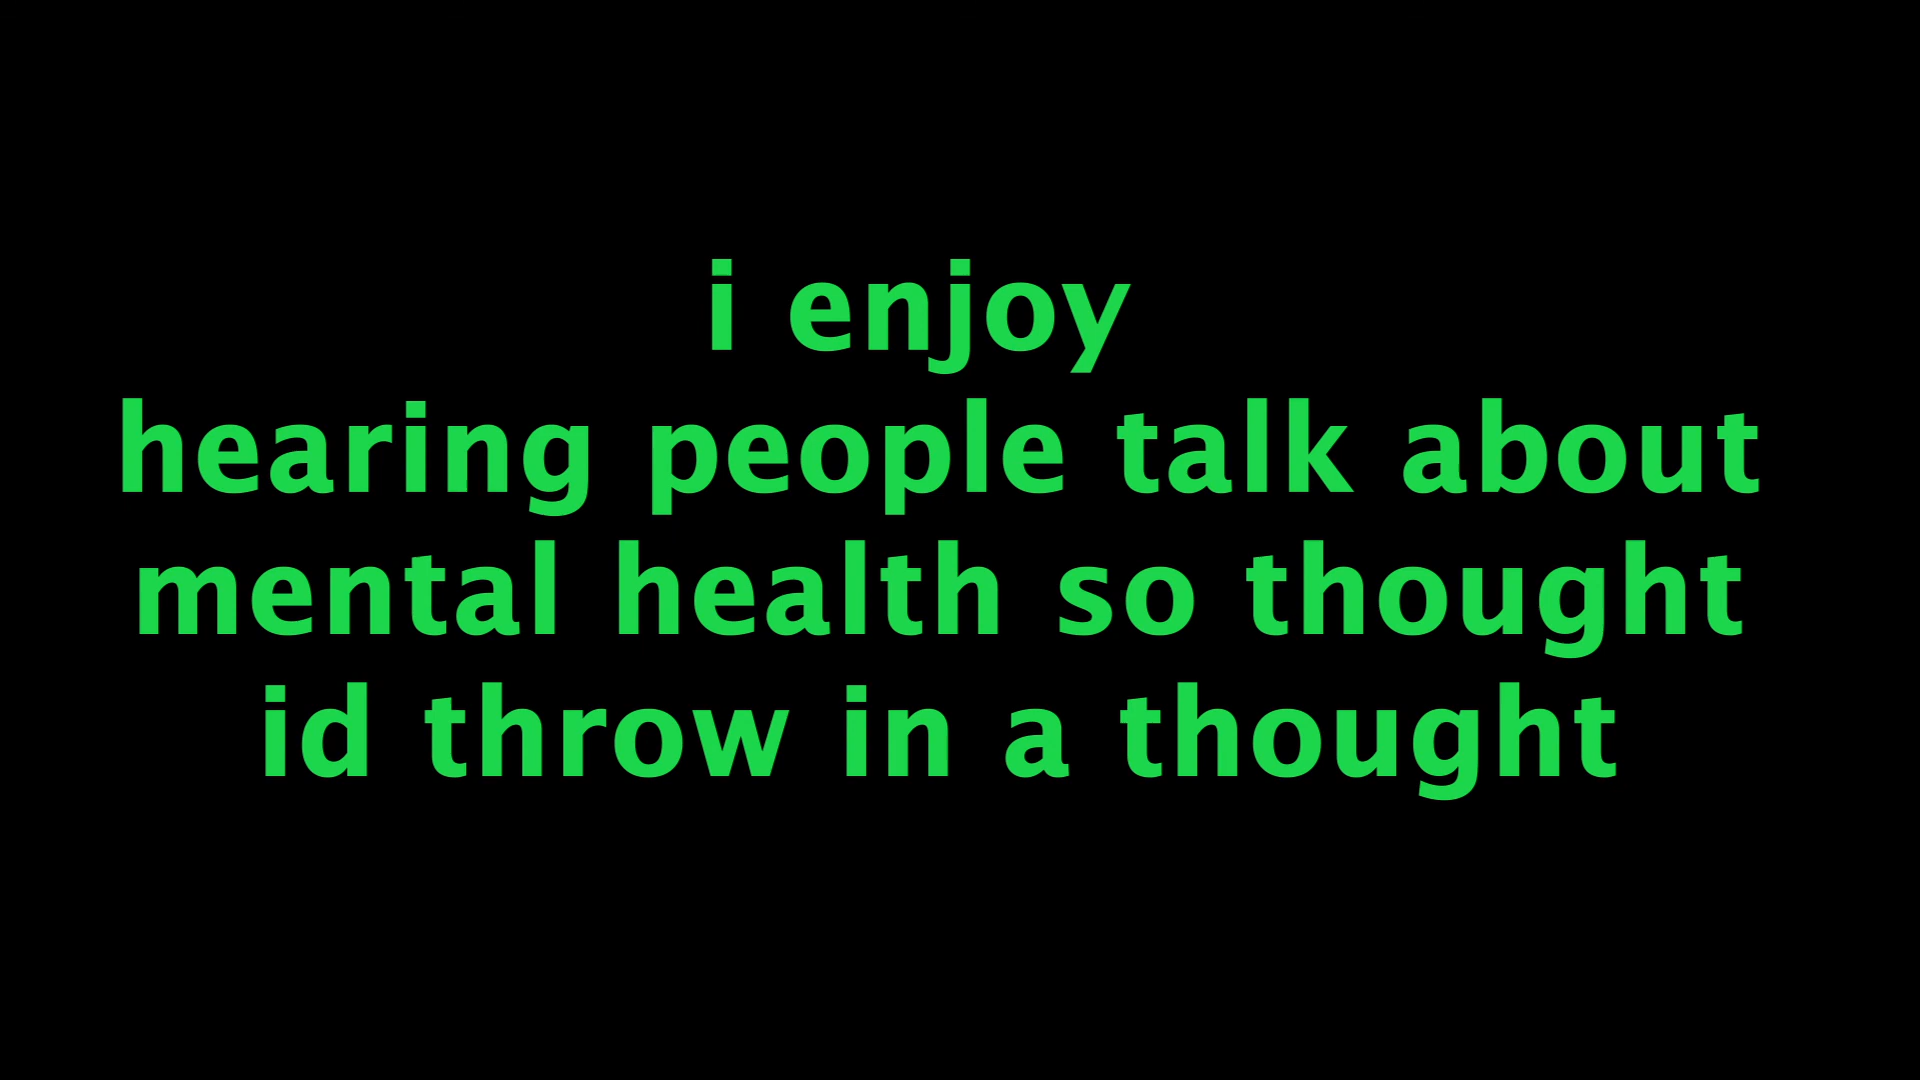 i enjoy
hearing people talk about
mental health so thought
id throw in a thought